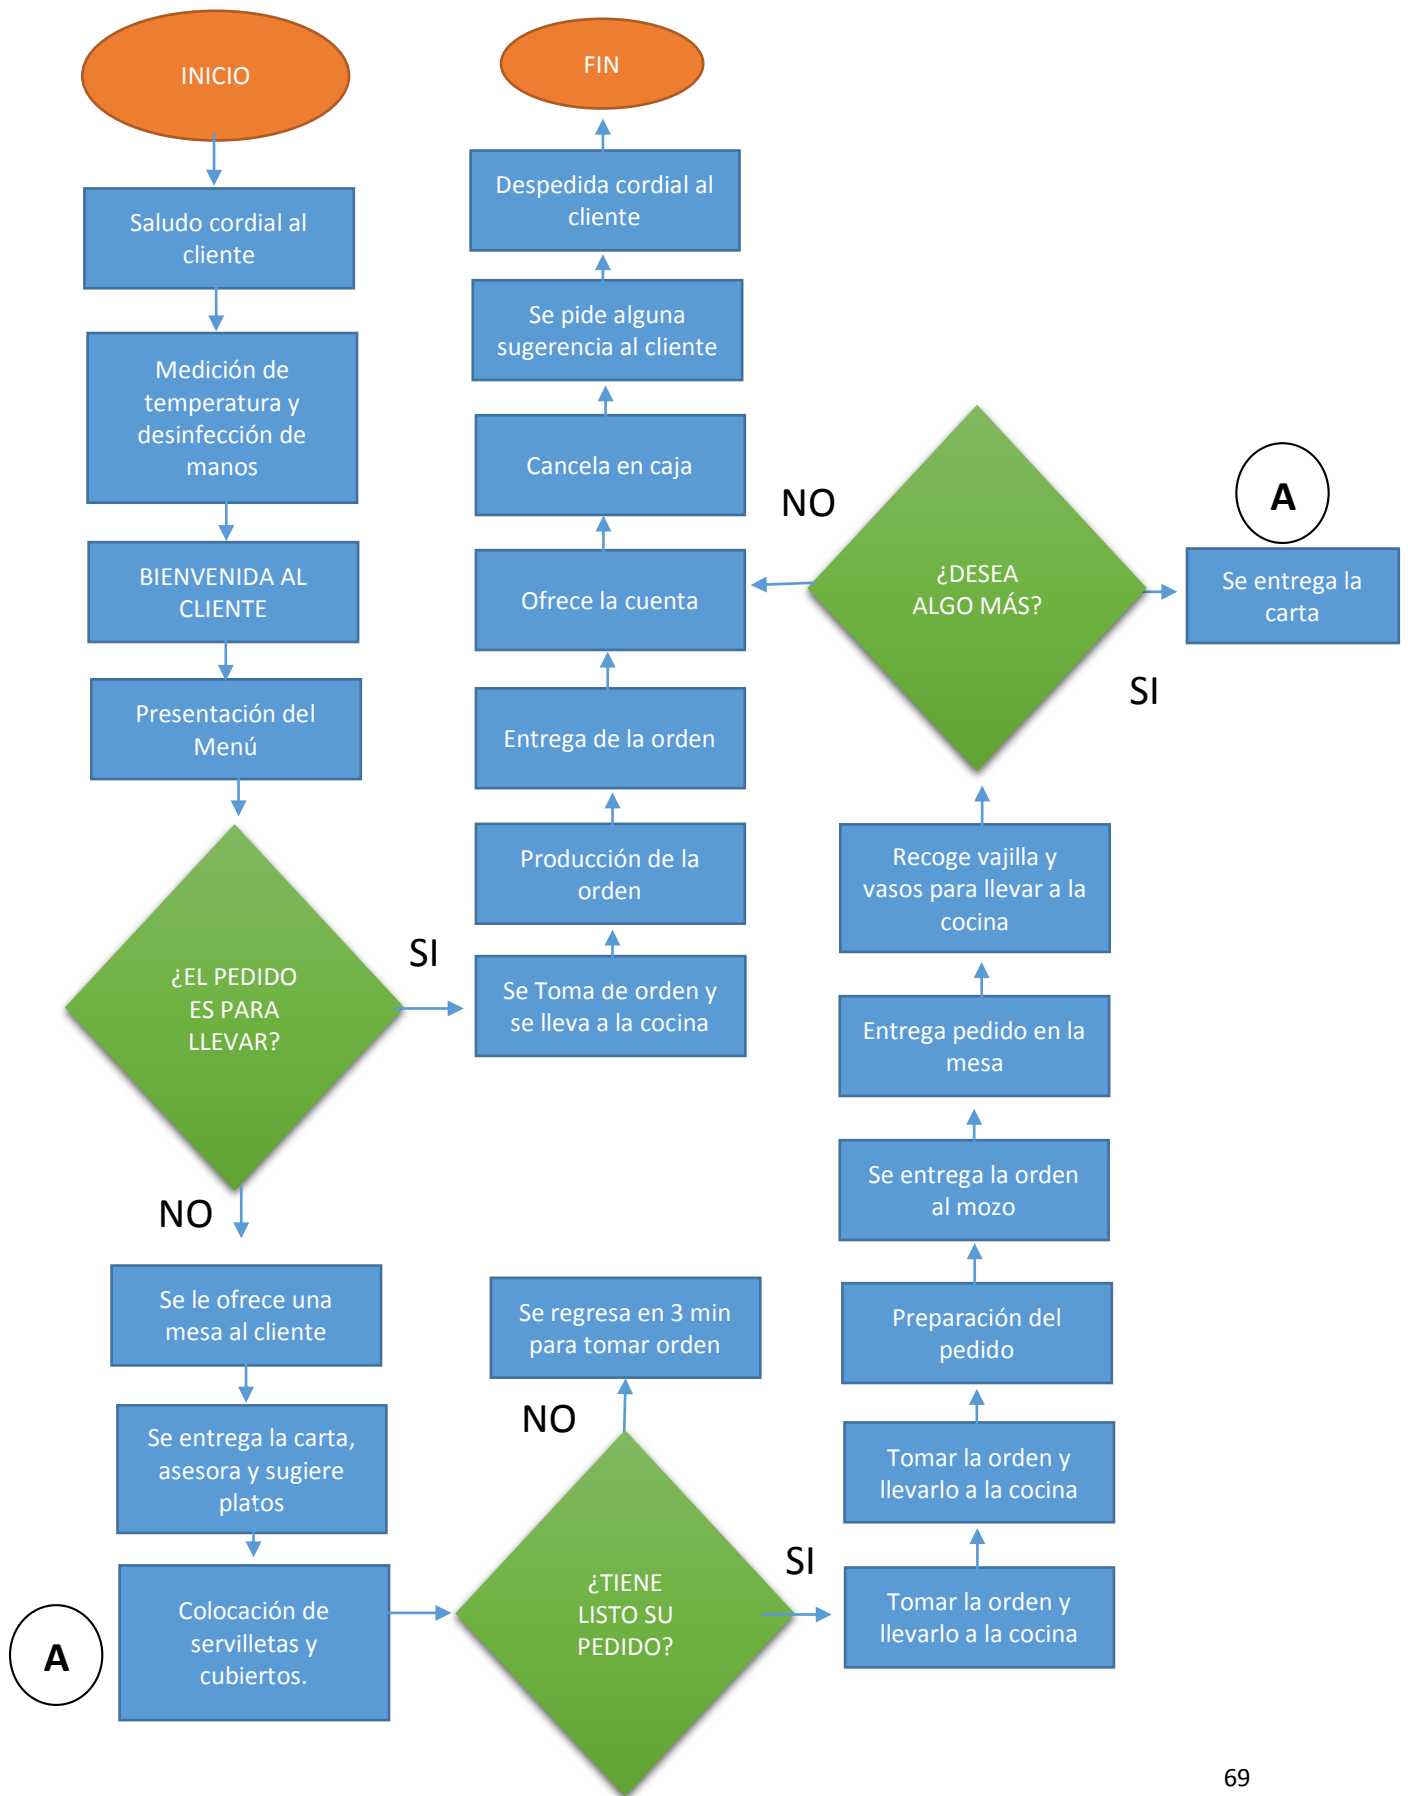 INICIO
Saludo cordial al
cliente
Medición de
temperatura y
desinfección de
manos
BIENVENIDA AL
CLIENTE
Presentación del
Menú
¿EL PEDIDO
ES PARA
LLEVAR?
SI
NO
Se le ofrece una
mesa al cliente
Se entrega la carta,
asesora y sugiere
platos
Colocación de
servilletas y
cubiertos.
A
FIN
Despedida cordial al
cliente
Se pide alguna
sugerencia al cliente
Cancela en caja
Ofrece la cuenta
Entrega de la orden
Producción de la
orden
Se Toma de orden y
se lleva a la cocina
Se regresa en 3 min
para tomar orden
NO
¿TIENE
LISTO SU
PEDIDO?
SI
NO
¿DESEA
ALGO MÁS?
SI
A
Se entrega la
carta
Recoge vajilla y
vasos para llevar a la
cocina
Entrega pedido en la
mesa
Se entrega la orden
al mozo
Preparación del
pedido
Tomar la orden y
llevarlo a la cocina
Tomar la orden y
llevarlo a la cocina
69